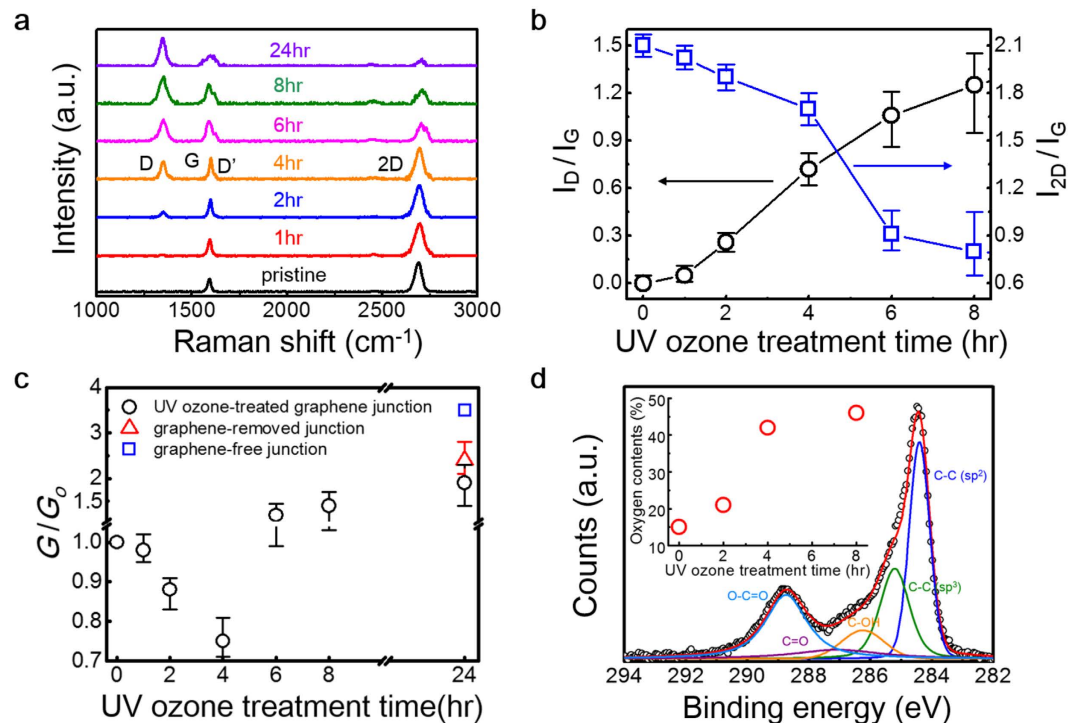 a
24hr
8hr
6hr
4hr
D
G
D'
2D
2hr
1hr
pristine
Intensity (a.u.)
1000 1500 2000 2500 3000
Raman shift (cm⁻¹)
b
1.5
1.2
0.9
0.6
0.3
0.0
I_D / I_G
2.1
1.8
1.5
1.2
0.9
0.6
I_2D / I_G
0 2 4 6 8
UV ozone treatment time (hr)
c
4
3
2
1.5
1.0
0.9
0.8
0.7
G/G_o
UV ozone-treated graphene junction
graphene-removed junction
graphene-free junction
0 2 4 6 8 24
UV ozone treatment time(hr)
d
Counts (a.u.)
50
40
30
20
10
Oxygen contents (%)
0 2 4 6 8
UV ozone treatment time (hr)
C-C (sp²)
C-C (sp³)
O-C=O
C-OH
C=O
294 292 290 288 286 284 282
Binding energy (eV)